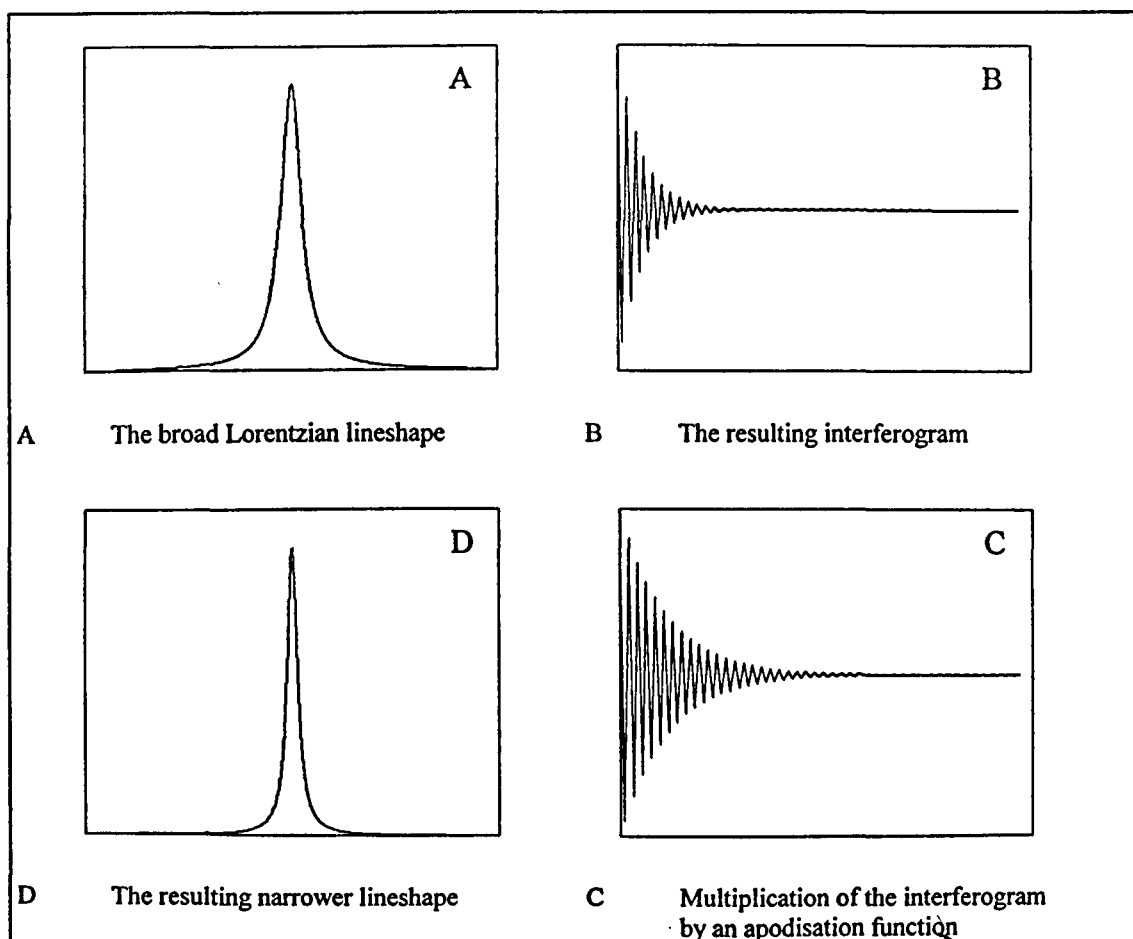 A
B
A The broad Lorentzian lineshape
B The resulting interferogram
D
C
D The resulting narrower lineshape
C Multiplication of the interferogram
by an apodisation function